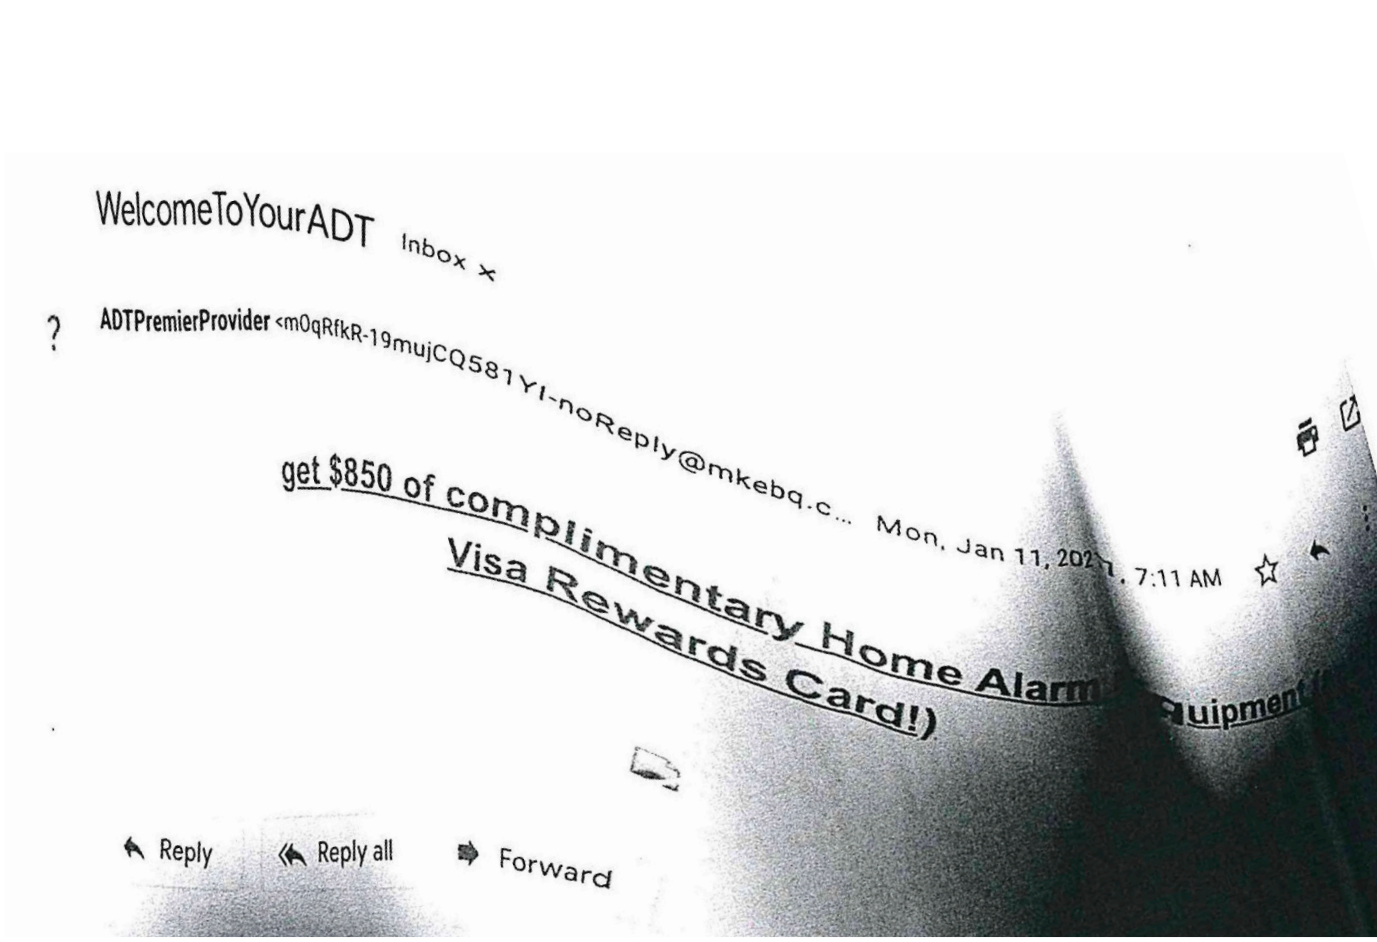 WelcomeToYourADT Inbox ×
?
ADTPremierProvider <m0qRfkR-19mujCQ581YI-noReply@mkebq.c... Mon, Jan 11, 2021, 7:11 AM
get $850 of complimentary Home Alarm
Visa Rewards Card!)
Reply Reply all Forward